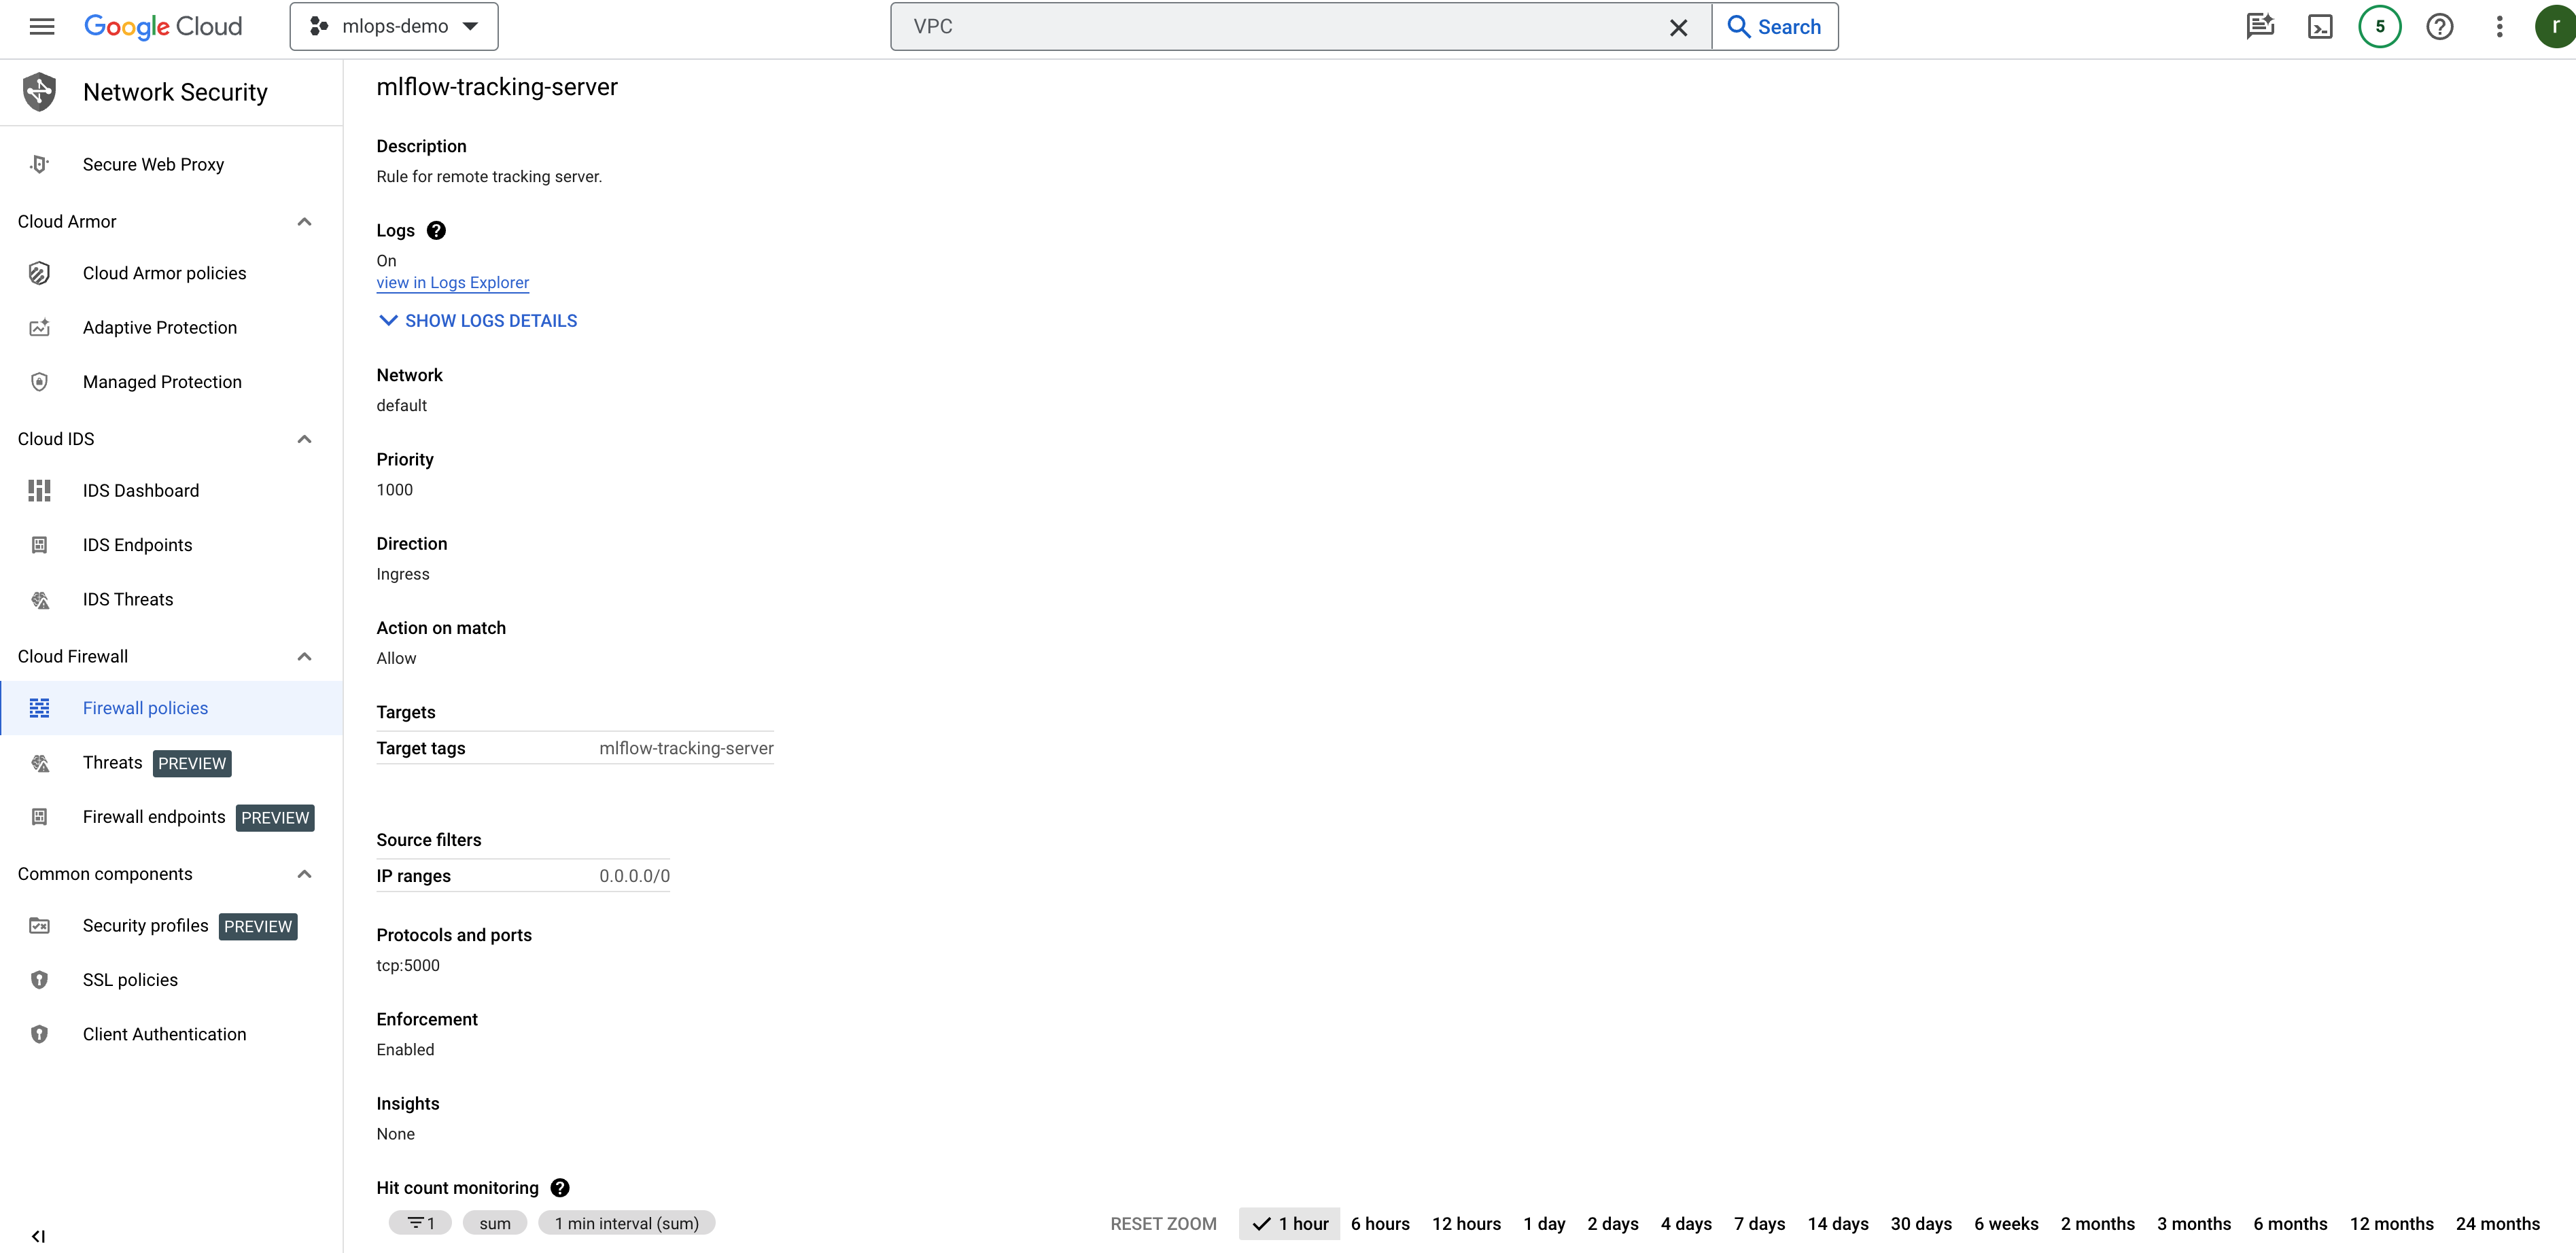 Google Cloud
mlops-demo
VPC
Search
5
r
Network Security
Secure Web Proxy
Cloud Armor
Cloud Armor policies
Adaptive Protection
Managed Protection
Cloud IDS
IDS Dashboard
IDS Endpoints
IDS Threats
Cloud Firewall
Firewall policies
Threats PREVIEW
Firewall endpoints PREVIEW
Common components
Security profiles PREVIEW
SSL policies
Client Authentication
mlflow-tracking-server
Description
Rule for remote tracking server.
Logs
On
view in Logs Explorer
SHOW LOGS DETAILS
Network
default
Priority
1000
Direction
Ingress
Action on match
Allow
Targets
Target tags mlflow-tracking-server
Source filters
IP ranges 0.0.0.0/0
Protocols and ports
tcp:5000
Enforcement
Enabled
Insights
None
Hit count monitoring
1 sum 1 min interval (sum)
RESET ZOOM 1 hour 6 hours 12 hours 1 day 2 days 4 days 7 days 14 days 30 days 6 weeks 2 months 3 months 6 months 12 months 24 months